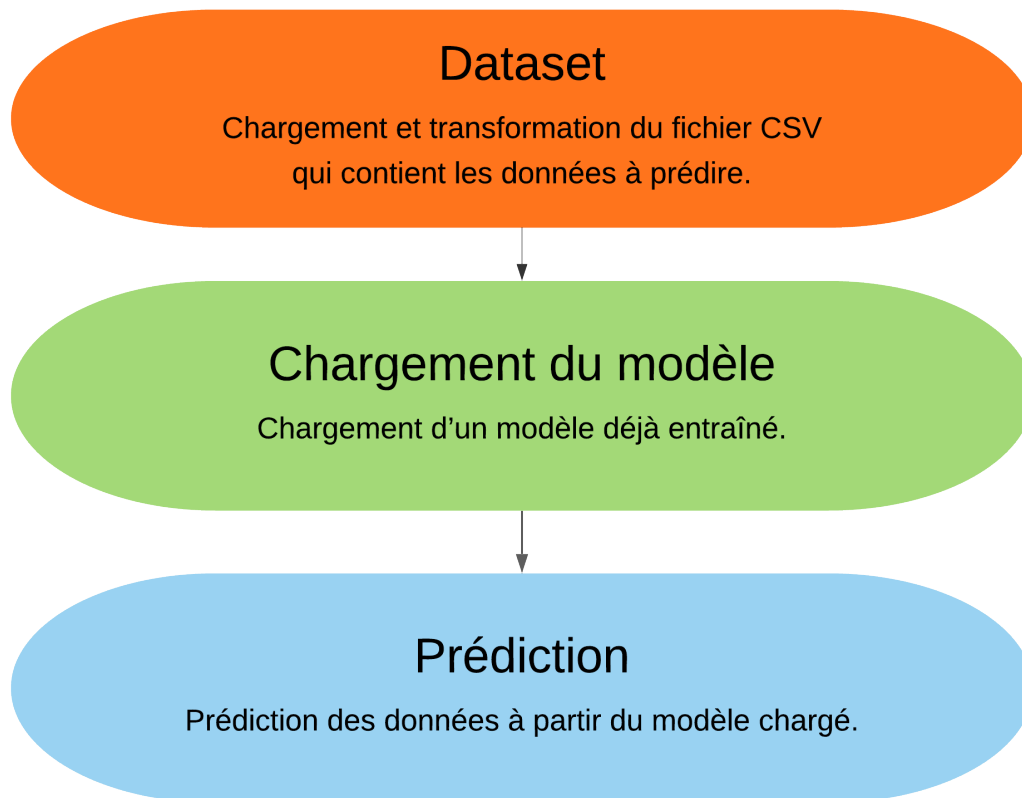 Dataset
Chargement et transformation du fichier CSV
qui contient les données à prédire.
Chargement du modèle
Chargement d’un modèle déjà entraîné.
Prédiction
Prédiction des données à partir du modèle chargé.